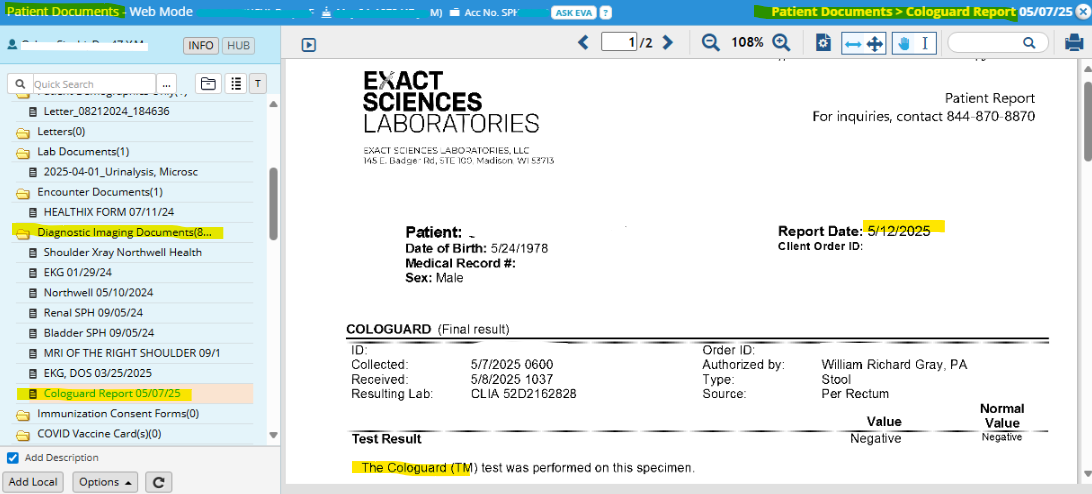 Patient Documents - Web Mode
M)
Acc No. SPH
ASK EVA
?
Patient Documents > Cologuard Report 05/07/25
INFO
HUB
1 /2
108%
Quick Search
...
T
Letter_08212024_184636
Letters(0)
Lab Documents(1)
2025-04-01_Urinalysis, Microsc
Encounter Documents(1)
HEALTHIX FORM 07/11/24
Diagnostic Imaging Documents(8...
Shoulder Xray Northwell Health
EKG 01/29/24
Northwell 05/10/2024
Renal SPH 09/05/24
Bladder SPH 09/05/24
MRI OF THE RIGHT SHOULDER 09/1
EKG, DOS 03/25/2025
Cologuard Report 05/07/25
Immunization Consent Forms(0)
COVID Vaccine Card(s)(0)
Add Description
Add Local
Options
EXACT
SCIENCES
LABORATORIES
EXACT SCIENCES LABORATORIES, LLC
145 E. Badger Rd, STE 100, Madison, WI 53713
Patient Report
For inquiries, contact 844-870-8870
Patient:
Date of Birth: 5/24/1978
Medical Record #:
Sex: Male
Report Date: 5/12/2025
Client Order ID:
COLOGUARD (Final result)
ID:
Order ID:
Collected: 5/7/2025 0600
Authorized by: William Richard Gray, PA
Received: 5/8/2025 1037
Type: Stool
Resulting Lab: CLIA 52D2162828
Source: Per Rectum
Value
Normal
Value
Test Result
Negative
Negative
The Cologuard (TM) test was performed on this specimen.